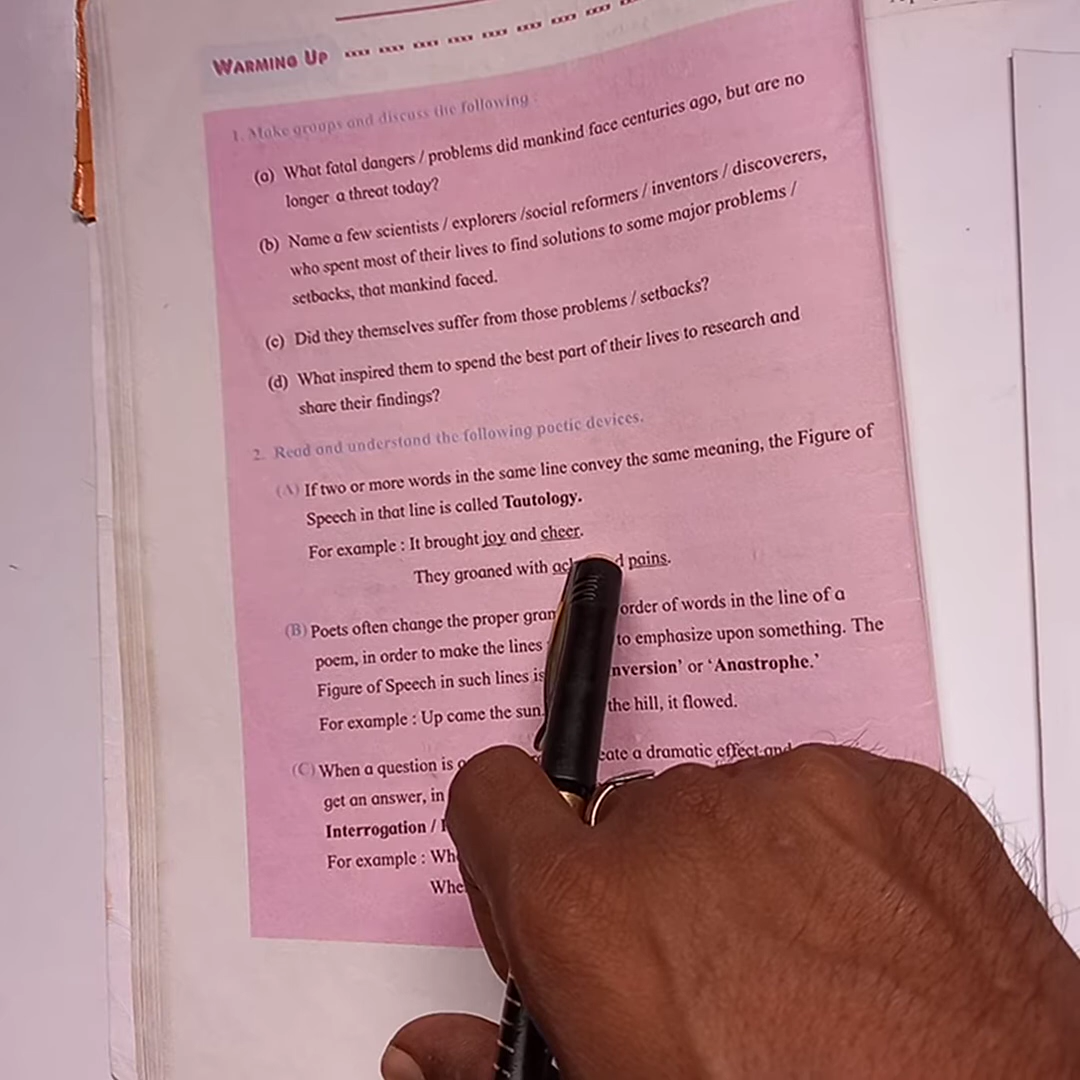 WARMING UP
1. Make groups and discuss the following :
(a) What fatal dangers / problems did mankind face centuries ago, but are no
longer a threat today?
(b) Name a few scientists / explorers /social reformers / inventors / discoverers,
who spent most of their lives to find solutions to some major problems /
setbacks, that mankind faced.
(c) Did they themselves suffer from those problems / setbacks?
(d) What inspired them to spend the best part of their lives to research and
share their findings?
2. Read and understand the following poetic devices.
(A) If two or more words in the same line convey the same meaning, the Figure of
Speech in that line is called Tautology.
For example : It brought joy and cheer.
They groaned with pains.
(B) Poets often change the proper order of words in the line of a
poem, in order to make the lines to emphasize upon something. The
Figure of Speech in such lines is or 'Anastrophe.'
For example : Up came the sun. the hill, it flowed.
(C) When a question is a dramatic effect and
get an answer, in
Interrogation /
For example :